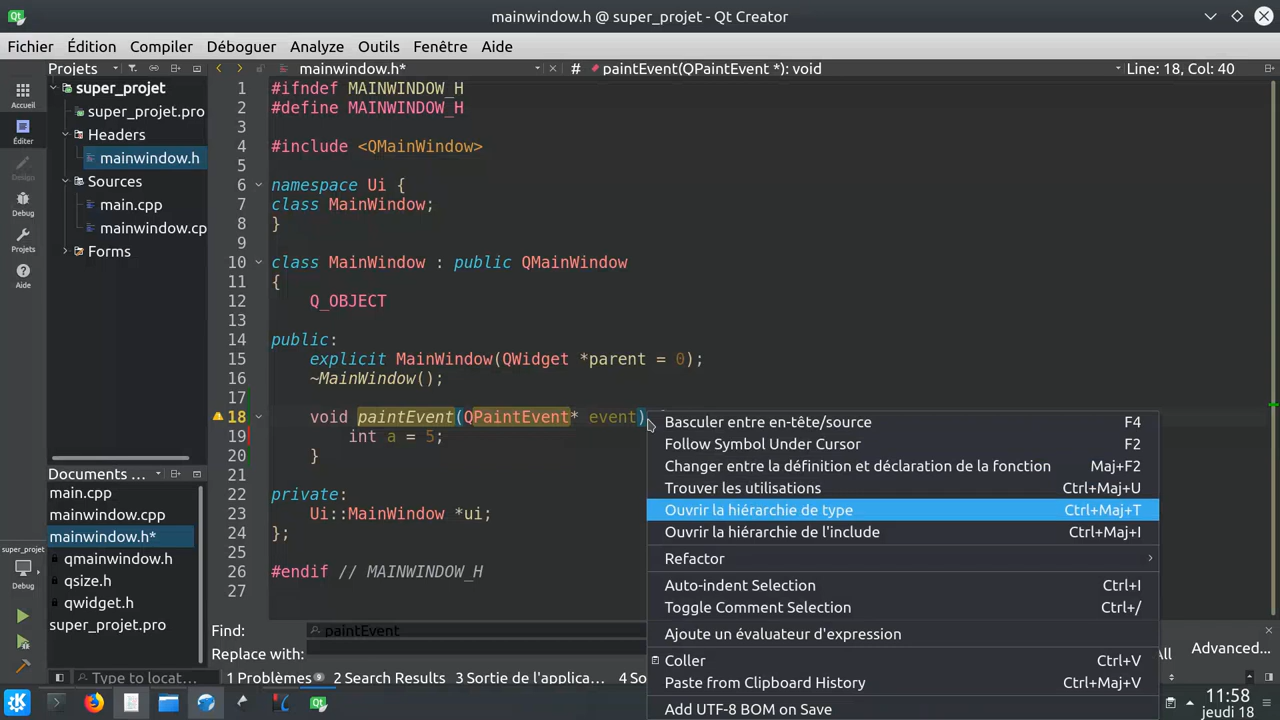 mainwindow.h @ super_projet - Qt Creator
Fichier Édition Compiler Déboguer Analyze Outils Fenêtre Aide
Projets mainwindow.h* # paintEvent(QPaintEvent *): void Line: 18, Col: 40
Accueil
Éditer
Design
Debug
Projets
Aide
super_projet
super_projet.pro
Headers
mainwindow.h
Sources
main.cpp
mainwindow.cp
Forms
1 #ifndef MAINWINDOW_H
2 #define MAINWINDOW_H
3
4 #include <QMainWindow>
5
6 namespace Ui {
7 class MainWindow;
8 }
9
10 class MainWindow : public QMainWindow
11 {
12 Q_OBJECT
13
14 public:
15 explicit MainWindow(QWidget *parent = 0);
16 ~MainWindow();
17
18 void paintEvent(QPaintEvent* event)
19 int a = 5;
20 }
21
22 private:
23 Ui::MainWindow *ui;
24 };
25
26 #endif // MAINWINDOW_H
27
Basculer entre en-tête/source F4
Follow Symbol Under Cursor F2
Changer entre la définition et déclaration de la fonction Maj+F2
Trouver les utilisations Ctrl+Maj+U
Ouvrir la hiérarchie de type Ctrl+Maj+T
Ouvrir la hiérarchie de l'include Ctrl+Maj+I
Refactor
Auto-indent Selection Ctrl+I
Toggle Comment Selection Ctrl+/
Ajoute un évaluateur d'expression
Coller Ctrl+V
Paste from Clipboard History Ctrl+Maj+V
Add UTF-8 BOM on Save
Documents ...
main.cpp
mainwindow.cpp
mainwindow.h*
qmainwindow.h
qsize.h
qwidget.h
super_projet.pro
super_projet
Debug
Find: paintEvent
Replace with:
All Advanced...
Type to locat...
1 Problèmes 9 2 Search Results 3 Sortie de l'applica... 4 So
11:58
jeudi 18